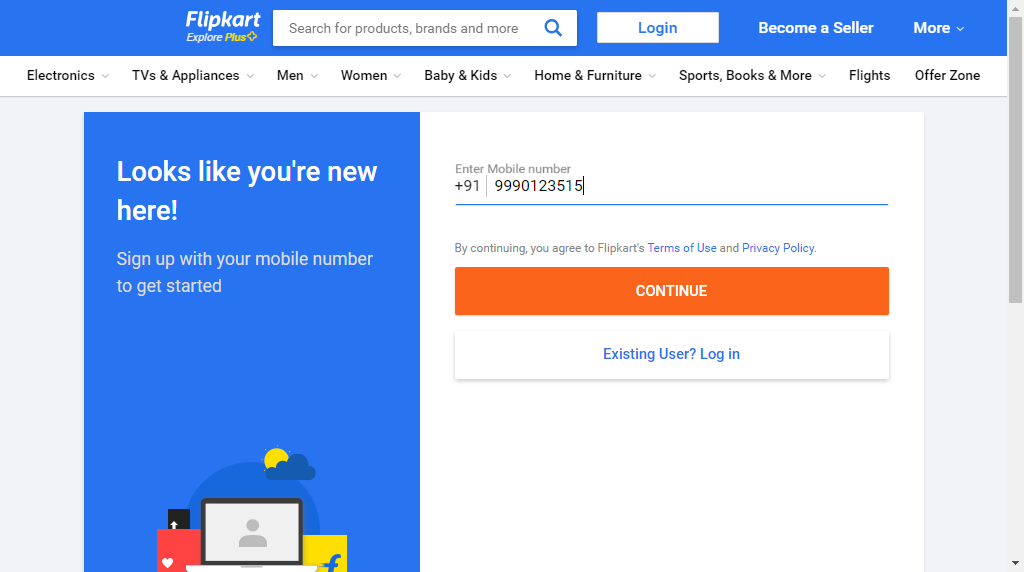 Flipkart
Explore Plus
Search for products, brands and more
Login
Become a Seller
More
Electronics
TVs & Appliances
Men
Women
Baby & Kids
Home & Furniture
Sports, Books & More
Flights
Offer Zone
Looks like you're new
here!
Sign up with your mobile number
to get started
Enter Mobile number
+91 9990123515
By continuing, you agree to Flipkart's Terms of Use and Privacy Policy.
CONTINUE
Existing User? Log in